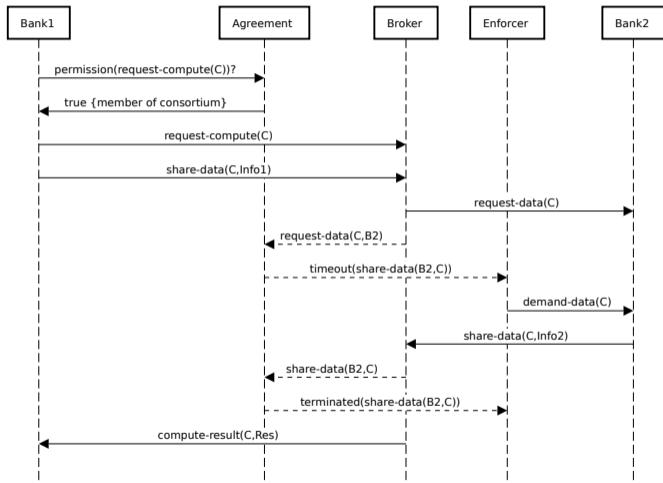 Bank1
Agreement
Broker
Enforcer
Bank2
permission(request-compute(C))?
true {member of consortium}
request-compute(C)
share-data(C,Info1)
request-data(C)
request-data(C,B2)
timeout(share-data(B2,C))
demand-data(C)
share-data(C,Info2)
share-data(B2,C)
terminated(share-data(B2,C))
compute-result(C,Res)